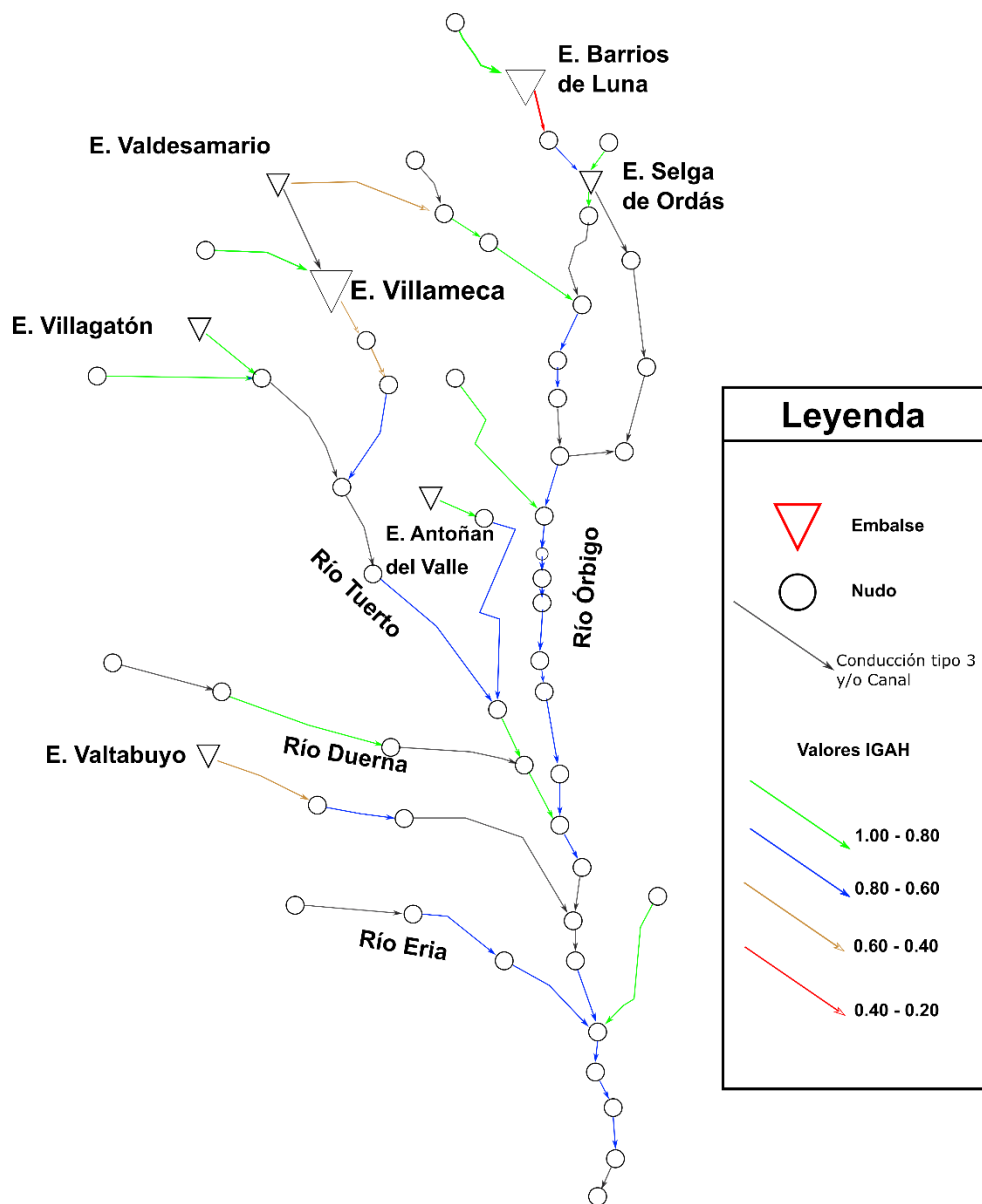 E. Barrios
de Luna
E. Valdesamario
E. Selga
de Ordás
E. Villameca
E. Villagatón
E. Antoñan
del Valle
Río Tuerto
Río Órbigo
Río Duerna
E. Valtabuyo
Río Eria
Leyenda
Embalse
Nudo
Conducción tipo 3
y/o Canal
Valores IGAH
1.00 - 0.80
0.80 - 0.60
0.60 - 0.40
0.40 - 0.20